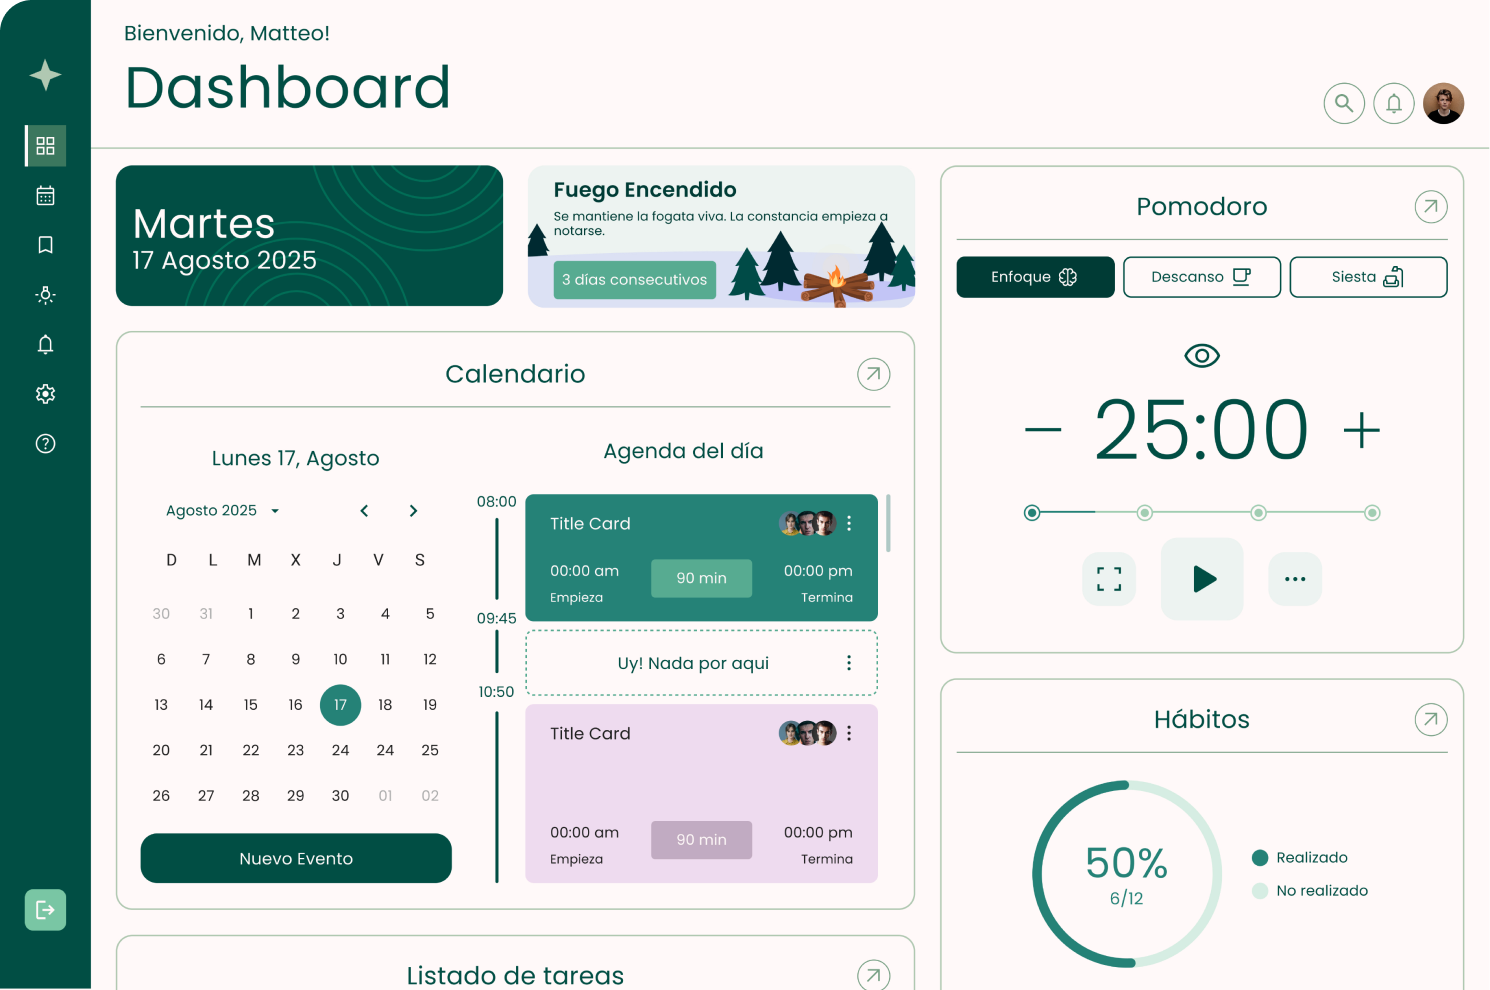 Bienvenido, Matteo!
Dashboard
Martes
17 Agosto 2025
Fuego Encendido
Se mantiene la fogata viva. La constancia empieza a
notarse.
3 días consecutivos
Pomodoro
Enfoque
Descanso
Siesta
− 25:00 +
Calendario
Lunes 17, Agosto
Agosto 2025
D L M X J V S
30 31 1 2 3 4 5
6 7 8 9 10 11 12
13 14 15 16 17 18 19
20 21 22 23 24 24 25
26 27 28 29 30 01 02
Nuevo Evento
Agenda del día
08:00
Title Card
00:00 am
90 min
00:00 pm
Empieza
Termina
09:45
Uy! Nada por aqui
10:50
Title Card
00:00 am
90 min
00:00 pm
Empieza
Termina
Hábitos
50%
6/12
Realizado
No realizado
Listado de tareas